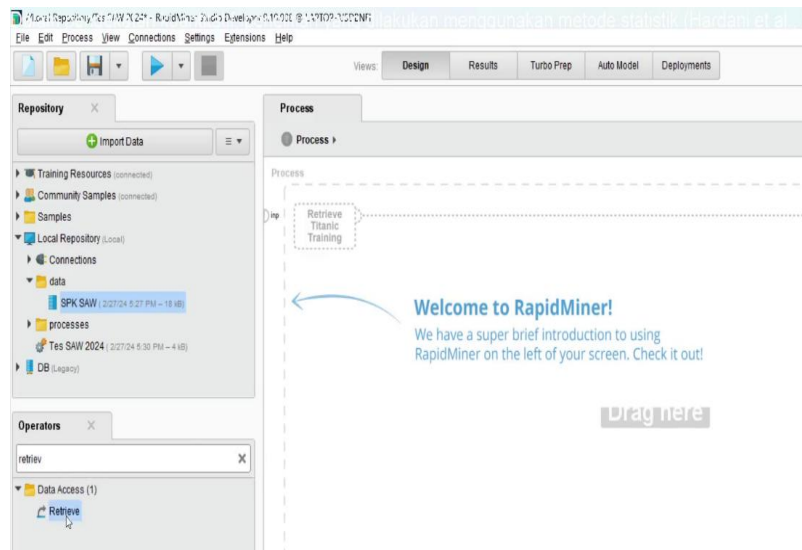 File Edit Process View Connections Settings Extensions Help
Views: Design Results Turbo Prep Auto Model Deployments
Repository
Import Data
Training Resources (connected)
Community Samples (connected)
Samples
Local Repository (Local)
Connections
data
SPK SAW (2/27/24 5:27 PM – 18 kB)
processes
Tes SAW 2024 (2/27/24 5:30 PM – 4 kB)
DB (Legacy)
Operators
retriev
Data Access (1)
Retrieve
Process
Process
Process
inp
Retrieve
Titanic
Training
Welcome to RapidMiner!
We have a super brief introduction to using
RapidMiner on the left of your screen. Check it out!
Drag here